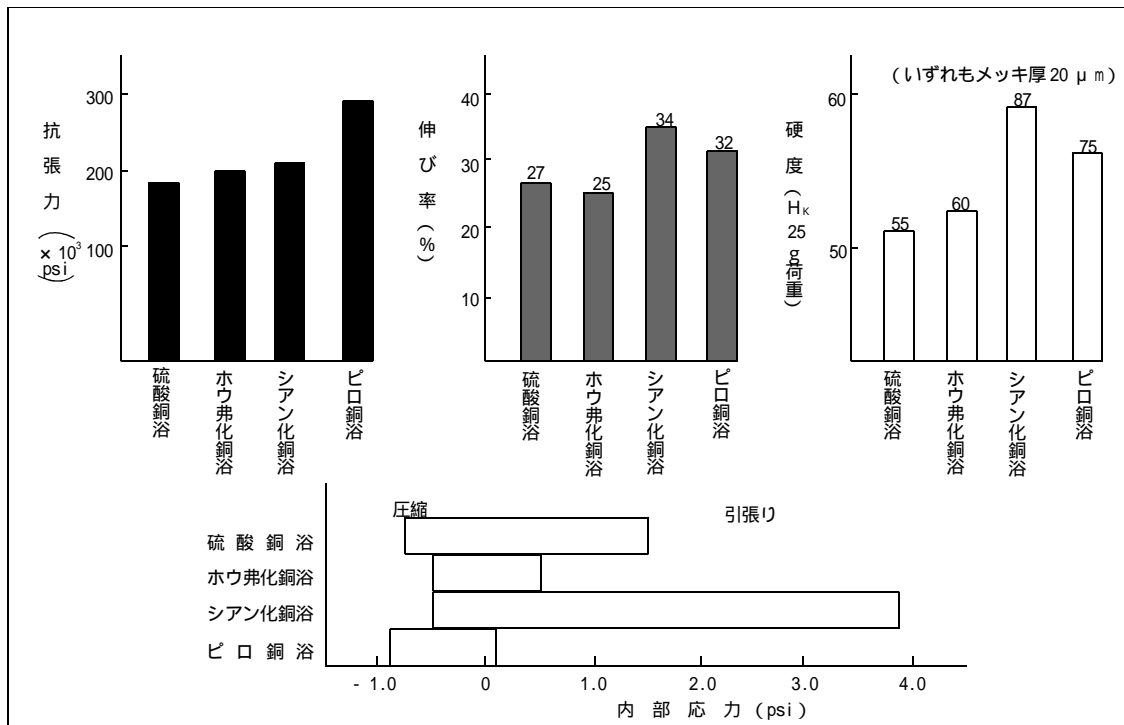 抗張力(×10³psi)
300
200
100
硫酸銅浴
ホウ弗化銅浴
シアン化銅浴
ピロ銅浴
伸び率(%)
40
30
20
10
27
25
34
32
硫酸銅浴
ホウ弗化銅浴
シアン化銅浴
ピロ銅浴
(いずれもメッキ厚20μm)
硬度(HK25g荷重)
60
50
55
60
87
75
硫酸銅浴
ホウ弗化銅浴
シアン化銅浴
ピロ銅浴
圧縮
引張り
硫酸銅浴
ホウ弗化銅浴
シアン化銅浴
ピロ銅浴
-1.0 0 1.0 2.0 3.0 4.0
内部応力(psi)